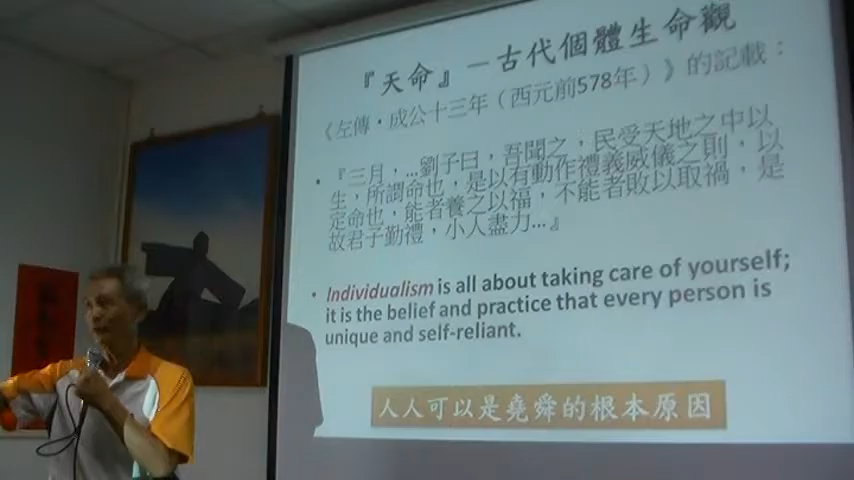 『天命』－古代個體生命觀
《左傳‧成公十三年（西元前578年）》的記載：
• 『三月，…劉子曰，吾聞之，民受天地之中以
生，所謂命也，是以有動作禮義威儀之則，以
定命也，能者養之以福，不能者敗以取禍，是
故君子勤禮，小人盡力…』
• Individualism is all about taking care of yourself;
it is the belief and practice that every person is
unique and self-reliant.
人人可以是堯舜的根本原因